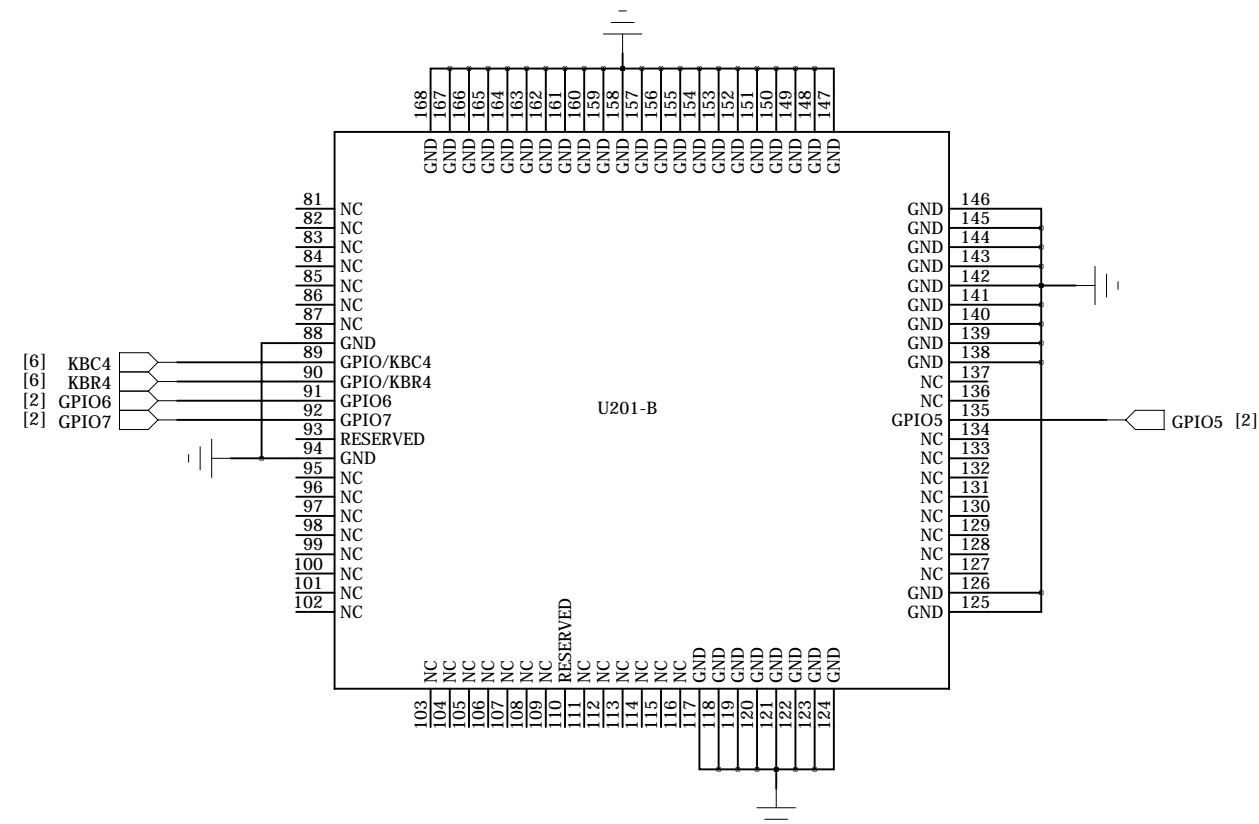 168 167 166 165 164 163 162 161 160 159 158 157 156 155 154 153 152 151 150 149 148 147
GND GND GND GND GND GND GND GND GND GND GND GND GND GND GND GND GND GND GND GND GND GND
81 NC GND 146
82 NC GND 145
83 NC GND 144
84 NC GND 143
85 NC GND 142
86 NC GND 141
87 NC GND 140
88 GND GND 139
[6] KBC4 89 GPIO/KBC4 GND 138
[6] KBR4 90 GPIO/KBR4 NC 137
[2] GPIO6 91 GPIO6 NC 136
U201-B
[2] GPIO7 92 GPIO7 GPIO5 135 GPIO5 [2]
93 RESERVED NC 134
94 GND NC 133
95 NC NC 132
96 NC NC 131
97 NC NC 130
98 NC NC 129
99 NC NC 128
100 NC NC 127
101 NC GND 126
102 NC GND 125
NC NC NC NC NC NC NC RESERVED NC NC NC NC NC NC GND GND GND GND GND GND GND GND
103 104 105 106 107 108 109 110 111 112 113 114 115 116 117 118 119 120 121 122 123 124